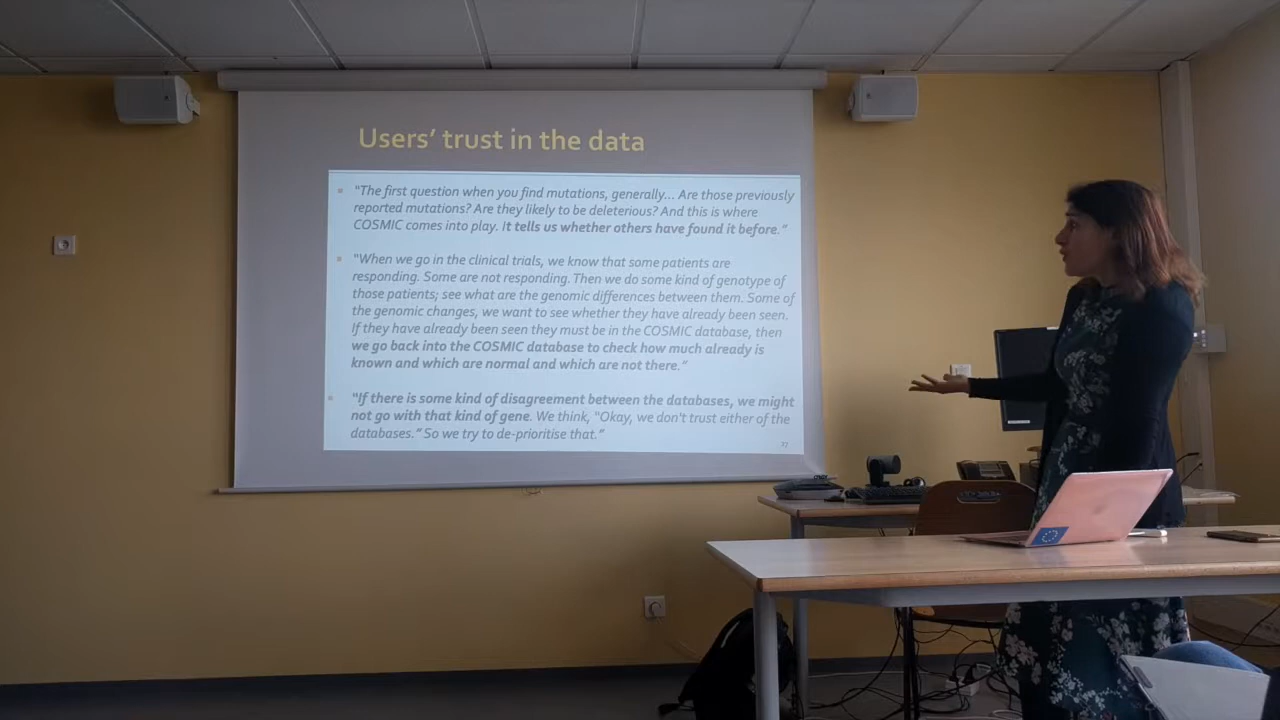 Users’ trust in the data
▪ “The first question when you find mutations, generally... Are those previously
reported mutations? Are they likely to be deleterious? And this is where
COSMIC comes into play. It tells us whether others have found it before.”
▪ “When we go in the clinical trials, we know that some patients are
responding. Some are not responding. Then we do some kind of genotype of
those patients; see what are the genomic differences between them. Some of
the genomic changes, we want to see whether they have already been seen.
If they have already been seen they must be in the COSMIC database, then
we go back into the COSMIC database to check how much already is
known and which are normal and which are not there.”
▪ “If there is some kind of disagreement between the databases, we might
not go with that kind of gene. We think, “Okay, we don't trust either of the
databases.” So we try to de-prioritise that.”
27